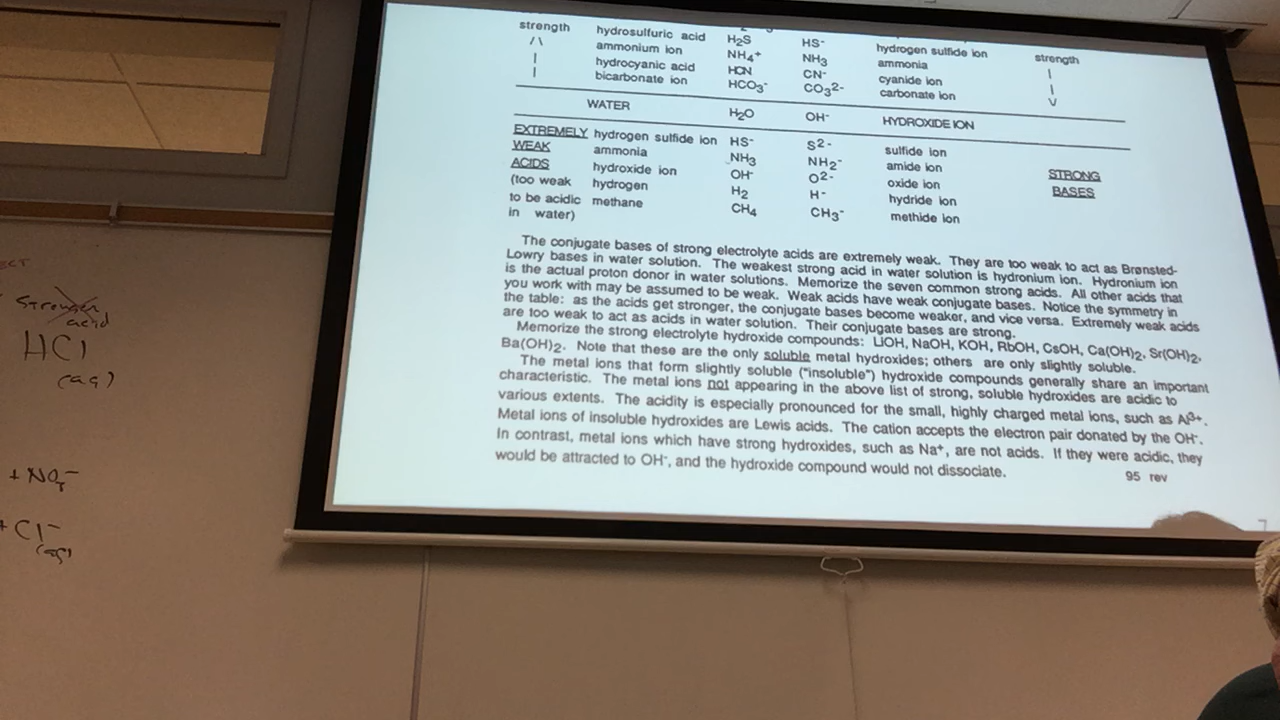 strength hydrosulfuric acid H₂S HS⁻ hydrogen sulfide ion strength
/\ ammonium ion NH₄⁺ NH₃ ammonia |
| hydrocyanic acid HCN CN⁻ cyanide ion |
| bicarbonate ion HCO₃⁻ CO₃²⁻ carbonate ion V
WATER H₂O OH⁻ HYDROXIDE ION
EXTREMELY hydrogen sulfide ion HS⁻ S²⁻ sulfide ion
WEAK ammonia NH₃ NH₂⁻ amide ion
ACIDS hydroxide ion OH⁻ O²⁻ oxide ion STRONG
(too weak hydrogen H₂ H⁻ hydride ion BASES
to be acidic methane CH₄ CH₃⁻ methide ion
in water)
The conjugate bases of strong electrolyte acids are extremely weak. They are too weak to act as Brønsted-
Lowry bases in water solution. The weakest strong acid in water solution is hydronium ion. Hydronium ion
is the actual proton donor in water solutions. Memorize the seven common strong acids. All other acids that
you work with may be assumed to be weak. Weak acids have weak conjugate bases. Notice the symmetry in
the table: as the acids get stronger, the conjugate bases become weaker, and vice versa. Extremely weak acids
are too weak to act as acids in water solution. Their conjugate bases are strong.
Memorize the strong electrolyte hydroxide compounds: LiOH, NaOH, KOH, RbOH, CsOH, Ca(OH)₂, Sr(OH)₂,
Ba(OH)₂. Note that these are the only soluble metal hydroxides; others are only slightly soluble.
The metal ions that form slightly soluble ("insoluble") hydroxide compounds generally share an important
characteristic. The metal ions not appearing in the above list of strong, soluble hydroxides are acidic to
various extents. The acidity is especially pronounced for the small, highly charged metal ions, such as Al³⁺.
Metal ions of insoluble hydroxides are Lewis acids. The cation accepts the electron pair donated by the OH⁻.
In contrast, metal ions which have strong hydroxides, such as Na⁺, are not acids. If they were acidic, they
would be attracted to OH⁻, and the hydroxide compound would not dissociate.
95 rev
7
acid
HCl
(aq)
+ Cl⁻
(aq)